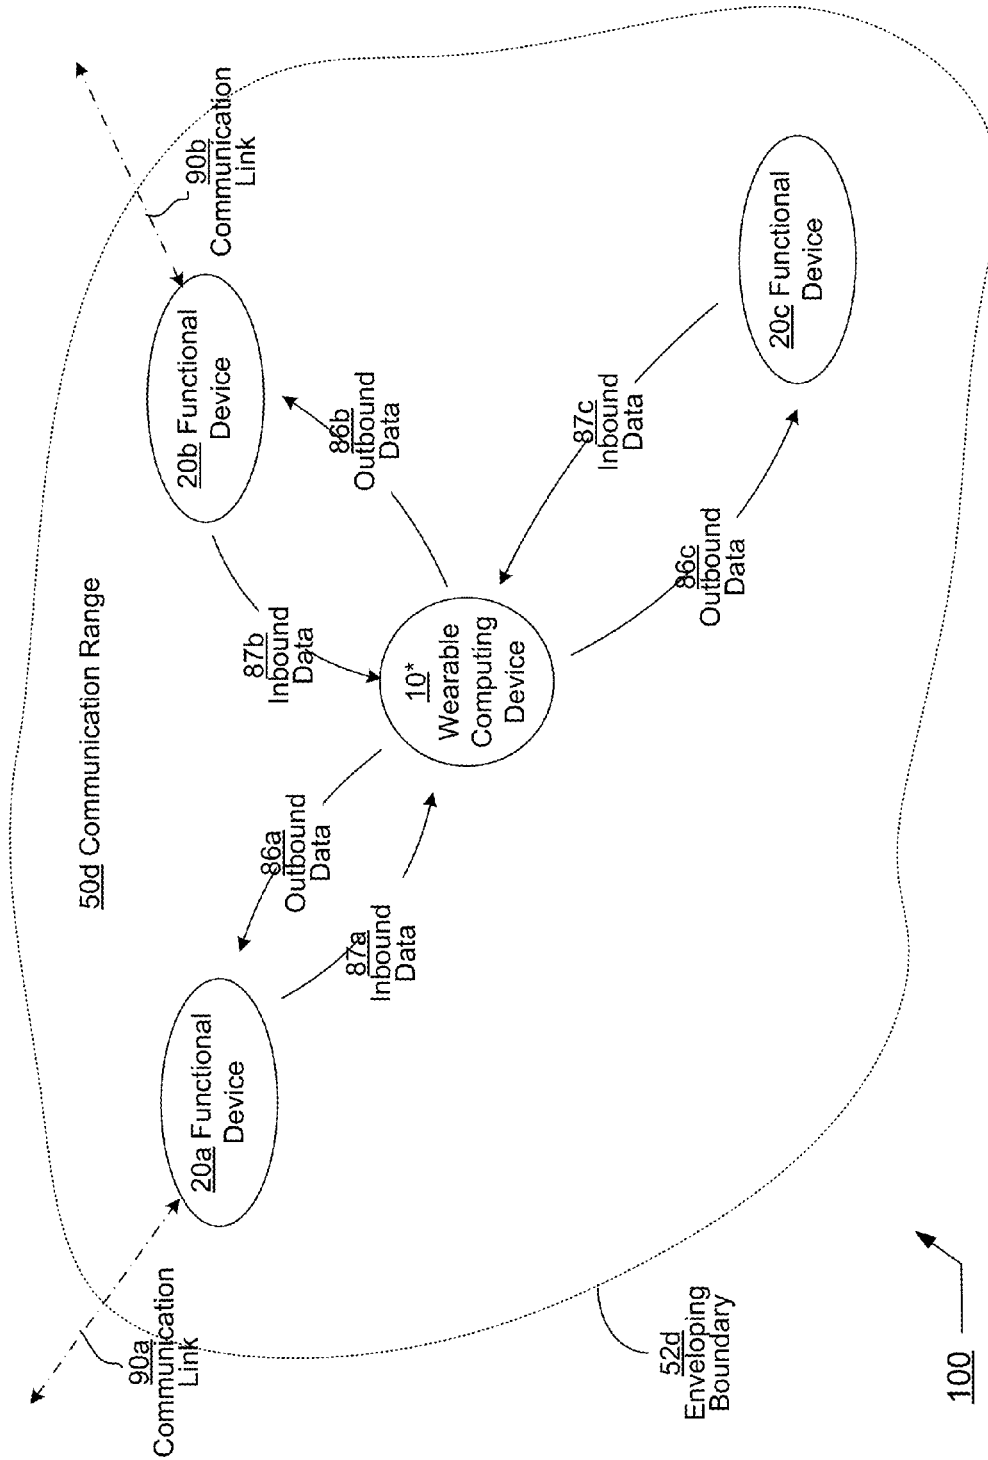 90a
Communication
Link
50d Communication Range
90b
Communication
Link
20a Functional
Device
86a
Outbound
Data
87b
Inbound
Data
20b Functional
Device
87a
Inbound
Data
86b
Outbound
Data
10*
Wearable
Computing
Device
87c
Inbound
Data
86c
Outbound
Data
20c Functional
Device
52d
Enveloping
Boundary
100